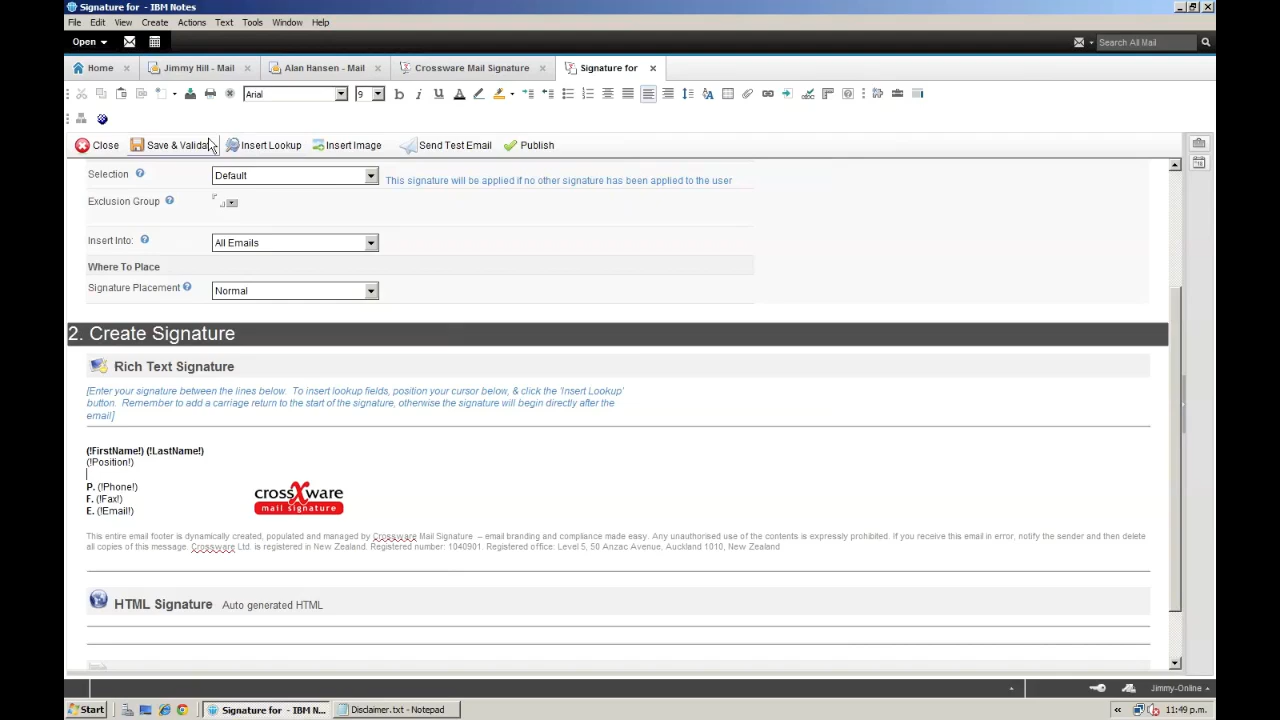 Signature for - IBM Notes
File Edit View Create Actions Text Tools Window Help
Open Search All Mail
Home Jimmy Hill - Mail Alan Hansen - Mail Crossware Mail Signature Signature for
Arial 9 b i U A
Close Save & Valida Insert Lookup Insert Image Send Test Email Publish
Selection Default This signature will be applied if no other signature has been applied to the user
Exclusion Group
Insert Into: All Emails
Where To Place
Signature Placement Normal
2. Create Signature
Rich Text Signature
[Enter your signature between the lines below. To insert lookup fields, position your cursor below, & click the 'Insert Lookup'
button. Remember to add a carriage return to the start of the signature, otherwise the signature will begin directly after the
email]
(!FirstName!) (!LastName!)
(!Position!)
P. (!Phone!)
F. (!Fax!)
E. (!Email!)
crossXware
mail signature
This entire email footer is dynamically created, populated and managed by Crossware Mail Signature – email branding and compliance made easy. Any unauthorised use of the contents is expressly prohibited. If you receive this email in error, notify the sender and then delete
all copies of this message. Crossware Ltd. is registered in New Zealand. Registered number: 1040901. Registered office: Level 5, 50 Anzac Avenue, Auckland 1010, New Zealand
HTML Signature Auto generated HTML
Jimmy-Online
Start Signature for - IBM N... Disclaimer.txt - Notepad « 11:49 p.m.